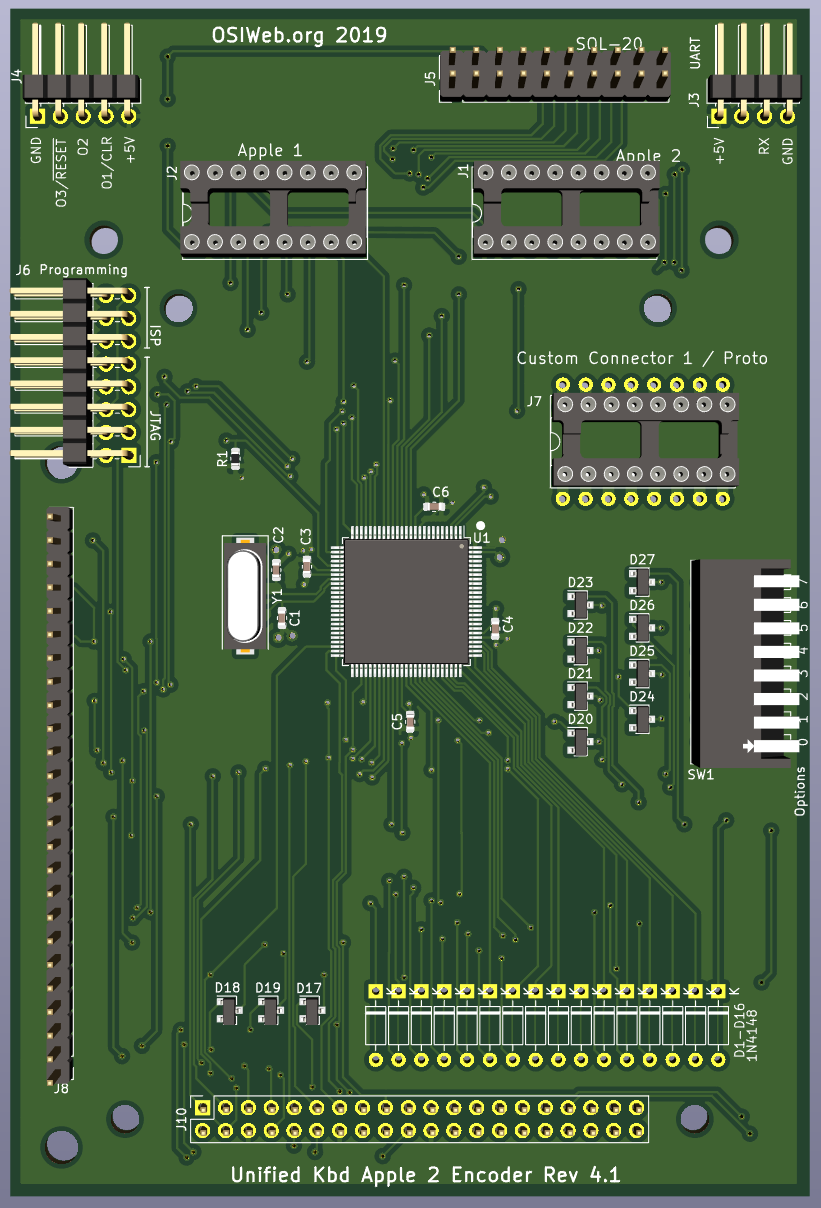 OSIWeb.org 2019
SOL-20
UART
J4
J5
J3
GND
O3/RESET
O2
O1/CLR
+5V
+5V
RX
GND
Apple 1
Apple 2
J2
J1
J6 Programming
ISP
JTAG
Custom Connector 1 / Proto
J7
R1
C6
U1
C2
C3
Y1
C1
C4
C5
D27
D23
D26
D22
D25
D21
D24
D20
7
6
5
4
3
2
1
0
SW1
Options
D18
D19
D17
K
D1-D16
1N4148
J8
J10
Unified Kbd Apple 2 Encoder Rev 4.1